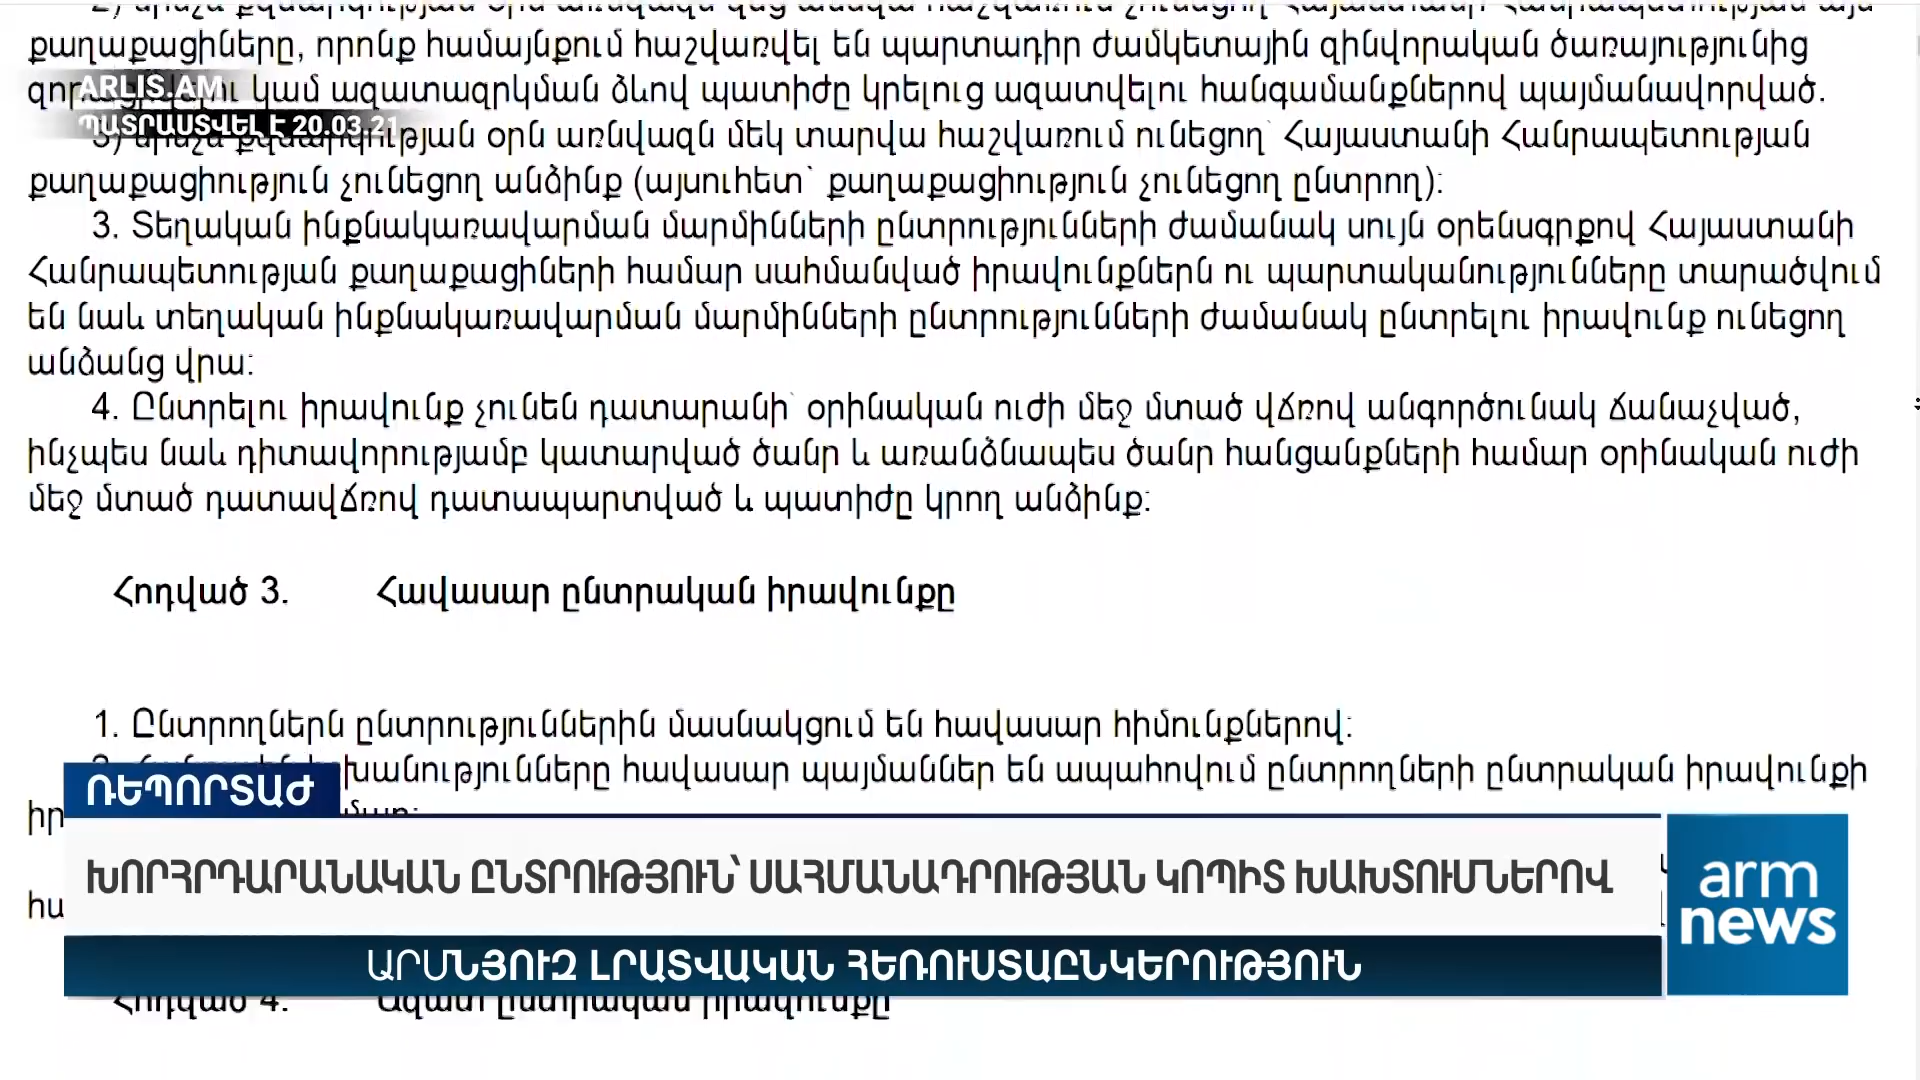 քաղաքացիները, որոնք համայնքում հաշվառվել են պարտադիր ժամկետային զինվորական ծառայությունից
ARLIS.AM
կամ ազատազրկման ձևով պատիժը կրելուց ազատվելու հանգամանքներով պայմանավորված.
ՊԱՏՐԱՍՏՎԵԼ Է 20.03.21
օրն առնվազն մեկ տարվա հաշվառում ունեցող՝ Հայաստանի Հանրապետության
քաղաքացիություն չունեցող անձինք (այսուհետ՝ քաղաքացիություն չունեցող ընտրող):
3. Տեղական ինքնակառավարման մարմինների ընտրությունների ժամանակ սույն օրենսգրքով Հայաստանի
Հանրապետության քաղաքացիների համար սահմանված իրավունքներն ու պարտականությունները տարածվում
են նաև տեղական ինքնակառավարման մարմինների ընտրությունների ժամանակ ընտրելու իրավունք ունեցող
անձանց վրա:
4. Ընտրելու իրավունք չունեն դատարանի՝ օրինական ուժի մեջ մտած վճռով անգործունակ ճանաչված,
ինչպես նաև դիտավորությամբ կատարված ծանր և առանձնապես ծանր հանցանքների համար օրինական ուժի
մեջ մտած դատավճռով դատապարտված և պատիժը կրող անձինք:
Հոդված 3. Հավասար ընտրական իրավունքը
1. Ընտրողներն ընտրություններին մասնակցում են հավասար հիմունքներով:
հավասար պայմաններ են ապահովում ընտրողների ընտրական իրավունքի
ՌԵՊՈՐՏԱԺ
ԽՈՐՀՐԴԱՐԱՆԱԿԱՆ ԸՆՏՐՈՒԹՅՈՒՆ՝ ՍԱՀՄԱՆԱԴՐՈՒԹՅԱՆ ԿՈՊԻՏ ԽԱԽՏՈՒՄՆԵՐՈՎ
arm
news
ԱՐՄՆՅՈՒԶ ԼՐԱՏՎԱԿԱՆ ՀԵՌՈՒՍՏԱԸՆԿԵՐՈՒԹՅՈՒՆ
Հոդված 4. Ազատ ընտրական իրավունքը